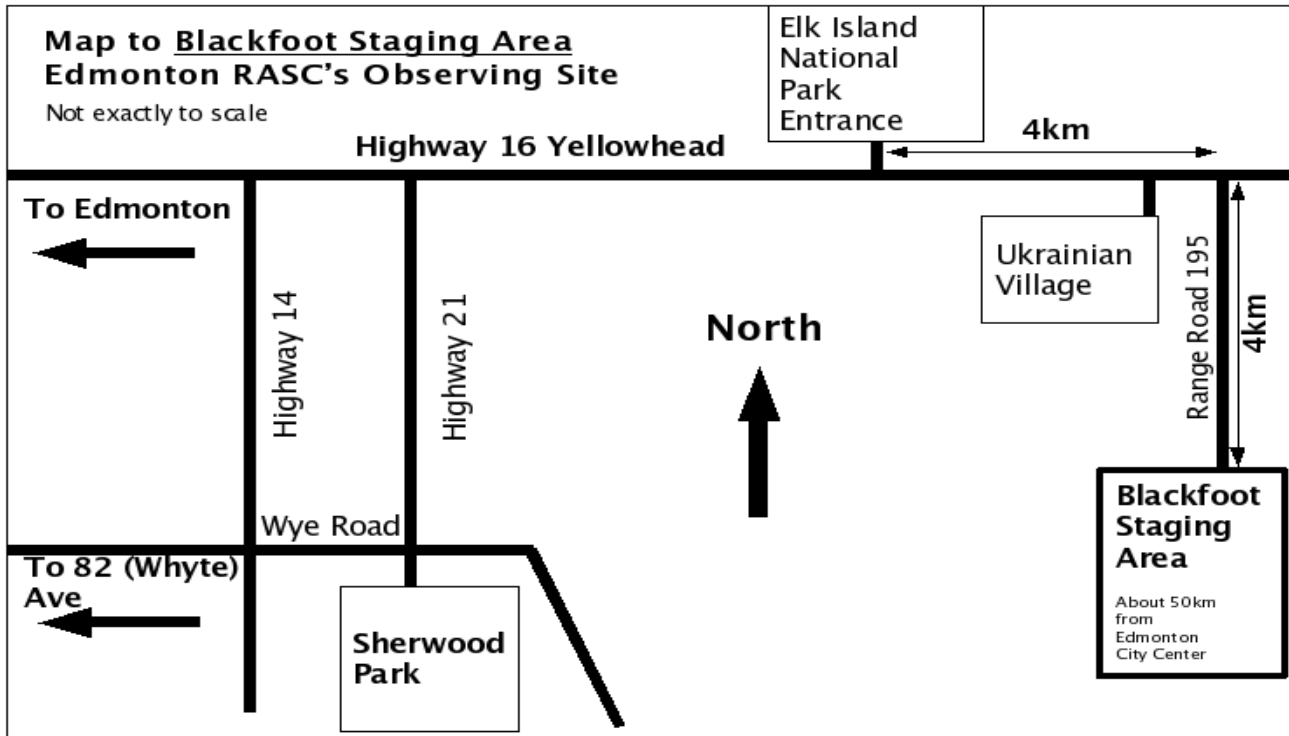 Map to Blackfoot Staging Area
Edmonton RASC's Observing Site
Not exactly to scale
Elk Island
National
Park
Entrance
Highway 16 Yellowhead
4km
To Edmonton
Highway 14
Highway 21
North
Ukrainian
Village
Range Road 195
4km
Wye Road
To 82 (Whyte)
Ave
Sherwood
Park
Blackfoot
Staging
Area
About 50km
from
Edmonton
City Center